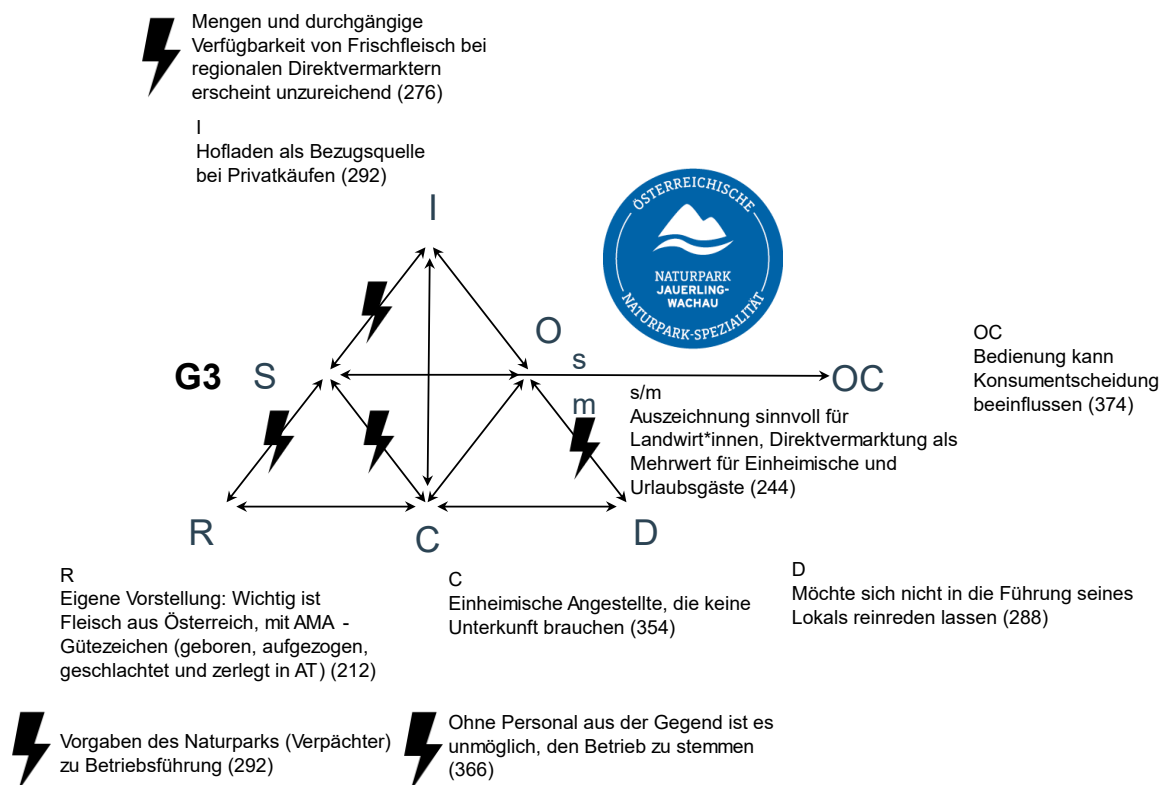 Mengen und durchgängige
Verfügbarkeit von Frischfleisch bei
regionalen Direktvermarktern
erscheint unzureichend (276)
I
Hofladen als Bezugsquelle
bei Privatkäufen (292)
I
ÖSTERREICHISCHE
NATURPARK
JAUERLING-
WACHAU
NATURPARK-SPEZIALITÄT
O
s
G3
S
OC
m
OC
Bedienung kann
Konsumentscheidung
beeinflussen (374)
s/m
Auszeichnung sinnvoll für
Landwirt*innen, Direktvermarktung als
Mehrwert für Einheimische und
Urlaubsgäste (244)
R
C
D
R
Eigene Vorstellung: Wichtig ist
Fleisch aus Österreich, mit AMA -
Gütezeichen (geboren, aufgezogen,
geschlachtet und zerlegt in AT) (212)
C
Einheimische Angestellte, die keine
Unterkunft brauchen (354)
D
Möchte sich nicht in die Führung seines
Lokals reinreden lassen (288)
Vorgaben des Naturparks (Verpächter)
zu Betriebsführung (292)
Ohne Personal aus der Gegend ist es
unmöglich, den Betrieb zu stemmen
(366)